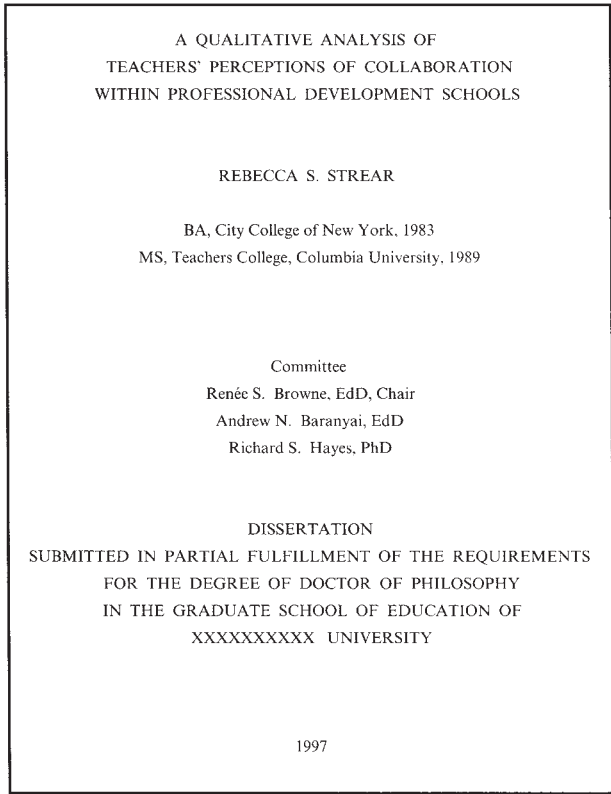 A QUALITATIVE ANALYSIS OF
TEACHERS' PERCEPTIONS OF COLLABORATION
WITHIN PROFESSIONAL DEVELOPMENT SCHOOLS
REBECCA S. STREAR
BA, City College of New York, 1983
MS, Teachers College, Columbia University, 1989
Committee
Renée S. Browne, EdD, Chair
Andrew N. Baranyai, EdD
Richard S. Hayes, PhD
DISSERTATION
SUBMITTED IN PARTIAL FULFILLMENT OF THE REQUIREMENTS
FOR THE DEGREE OF DOCTOR OF PHILOSOPHY
IN THE GRADUATE SCHOOL OF EDUCATION OF
XXXXXXXXXX UNIVERSITY
1997